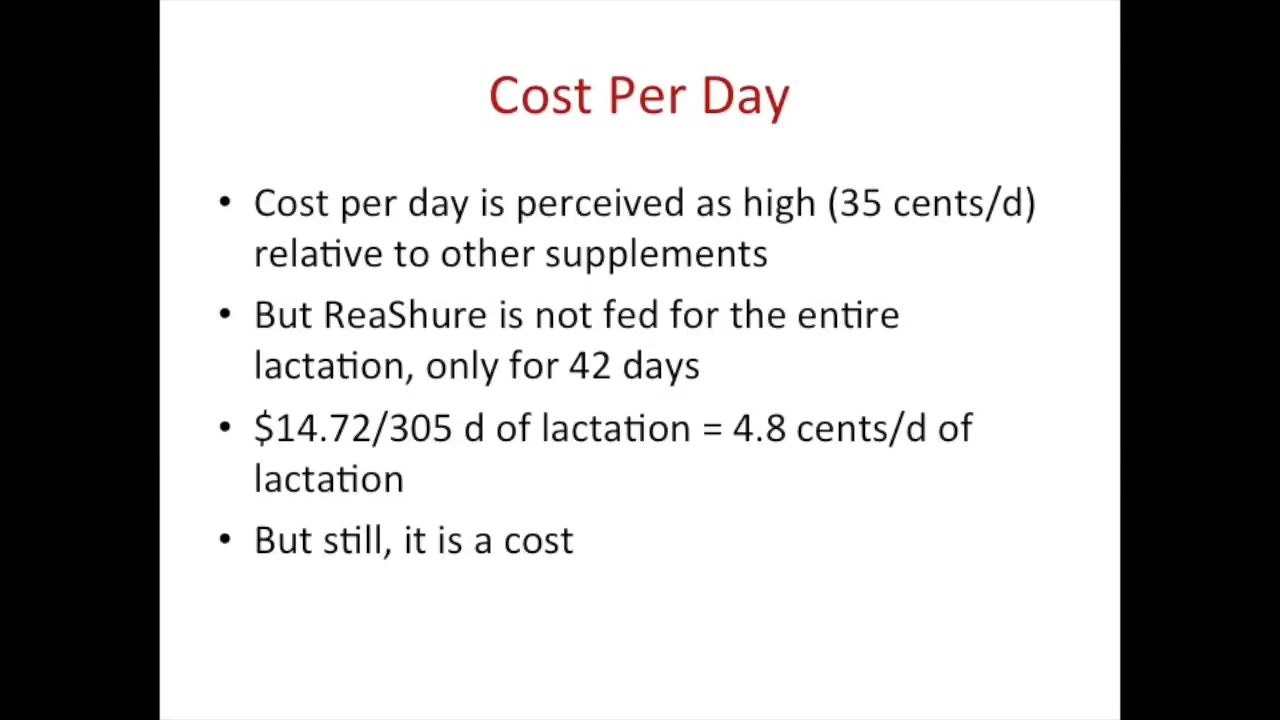 Cost Per Day
• Cost per day is perceived as high (35 cents/d)
relative to other supplements
• But ReaShure is not fed for the entire
lactation, only for 42 days
• $14.72/305 d of lactation = 4.8 cents/d of
lactation
• But still, it is a cost